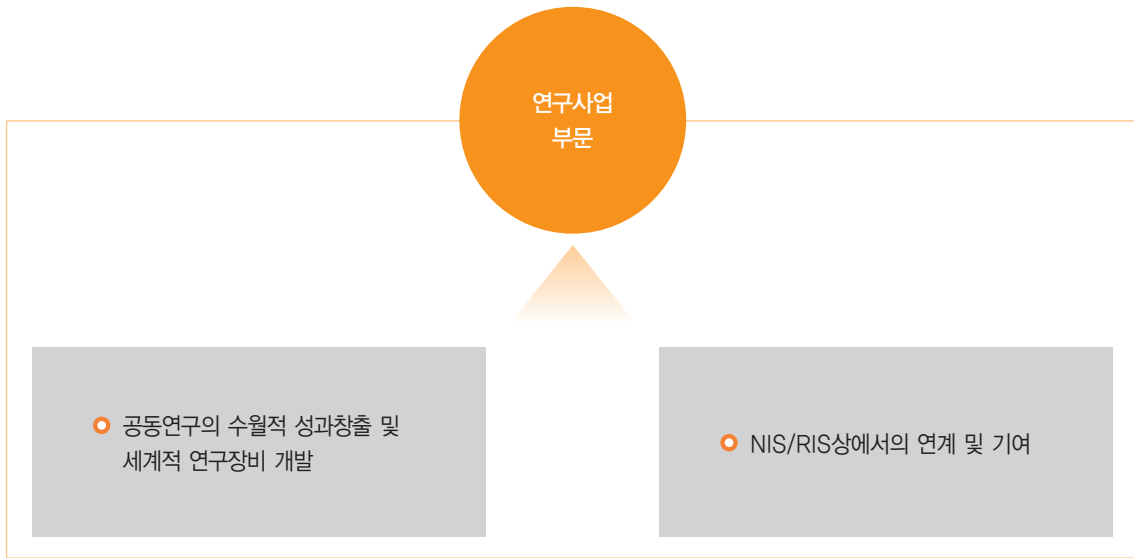 연구사업
부문
공동연구의 수월적 성과창출 및
세계적 연구장비 개발
NIS/RIS상에서의 연계 및 기여